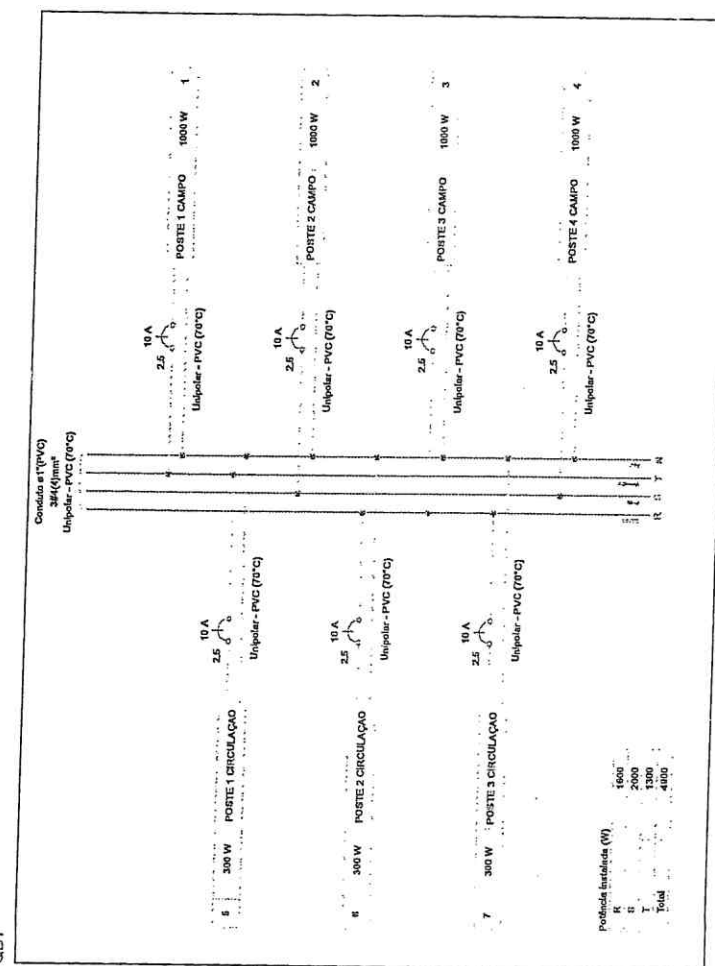 QD1
Conduto ø1"(PVC)
3#4(4)mm²
Unipolar - PVC (70°C)
10 A
2,5
Unipolar - PVC (70°C)
POSTE 1 CAMPO 1000 W 1
10 A
2,5
Unipolar - PVC (70°C)
POSTE 2 CAMPO 1000 W 2
10 A
2,5
Unipolar - PVC (70°C)
POSTE 3 CAMPO 1000 W 3
10 A
2,5
Unipolar - PVC (70°C)
POSTE 4 CAMPO 1000 W 4
5 300 W POSTE 1 CIRCULAÇAO
10 A
2,5
Unipolar - PVC (70°C)
6 300 W POSTE 2 CIRCULAÇAO
10 A
2,5
Unipolar - PVC (70°C)
7 300 W POSTE 3 CIRCULAÇAO
10 A
2,5
Unipolar - PVC (70°C)
R S T N
Potência Instalada (W)
R 1600
S 2000
T 1300
Total 4900